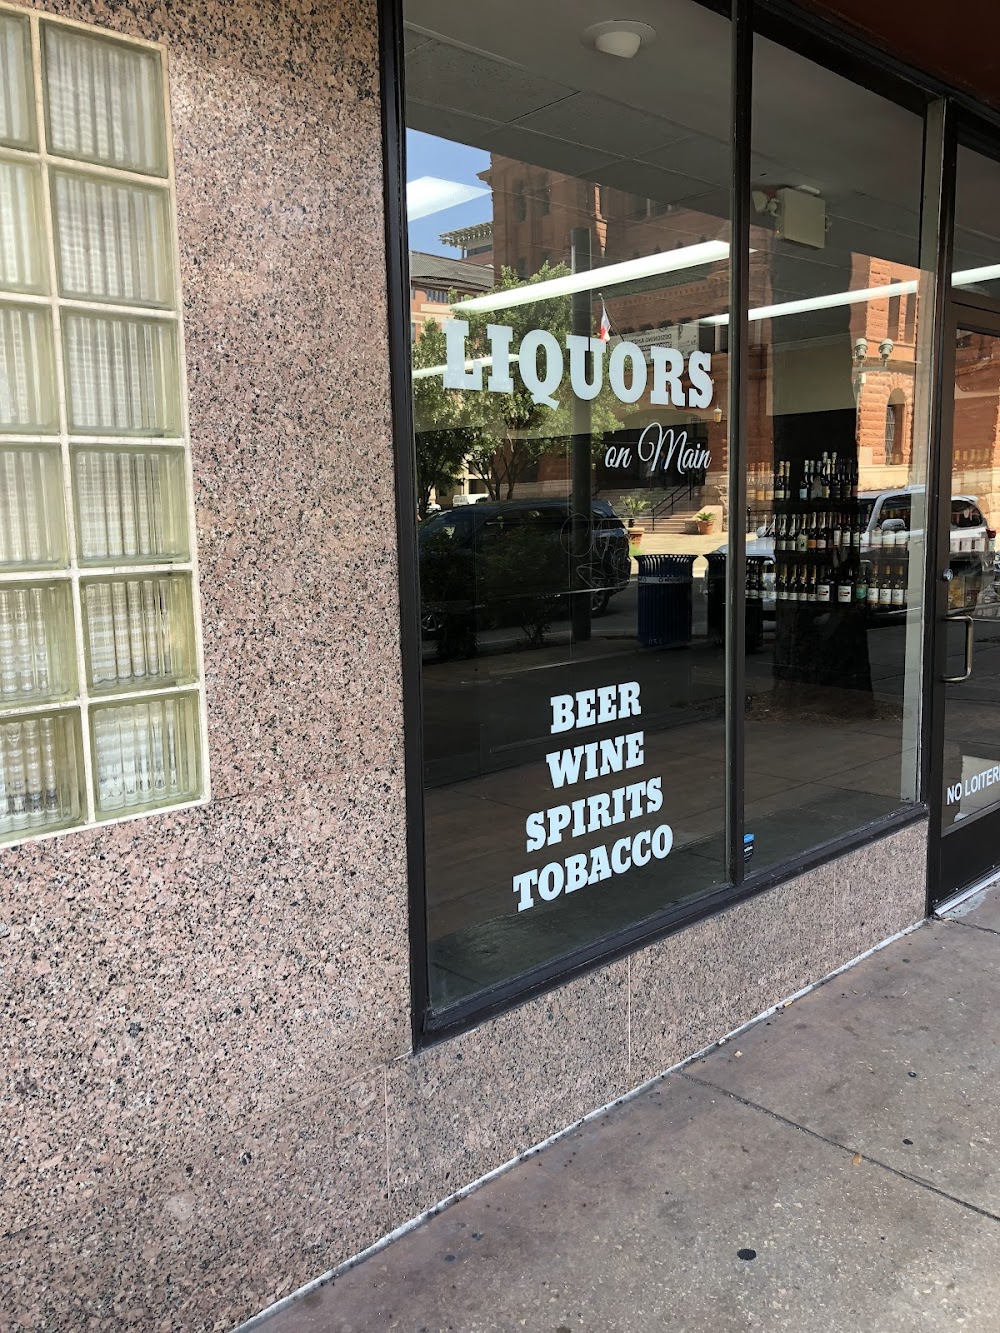 LIQUORS
on Main
BEER
WINE
SPIRITS
TOBACCO
NO LOITER